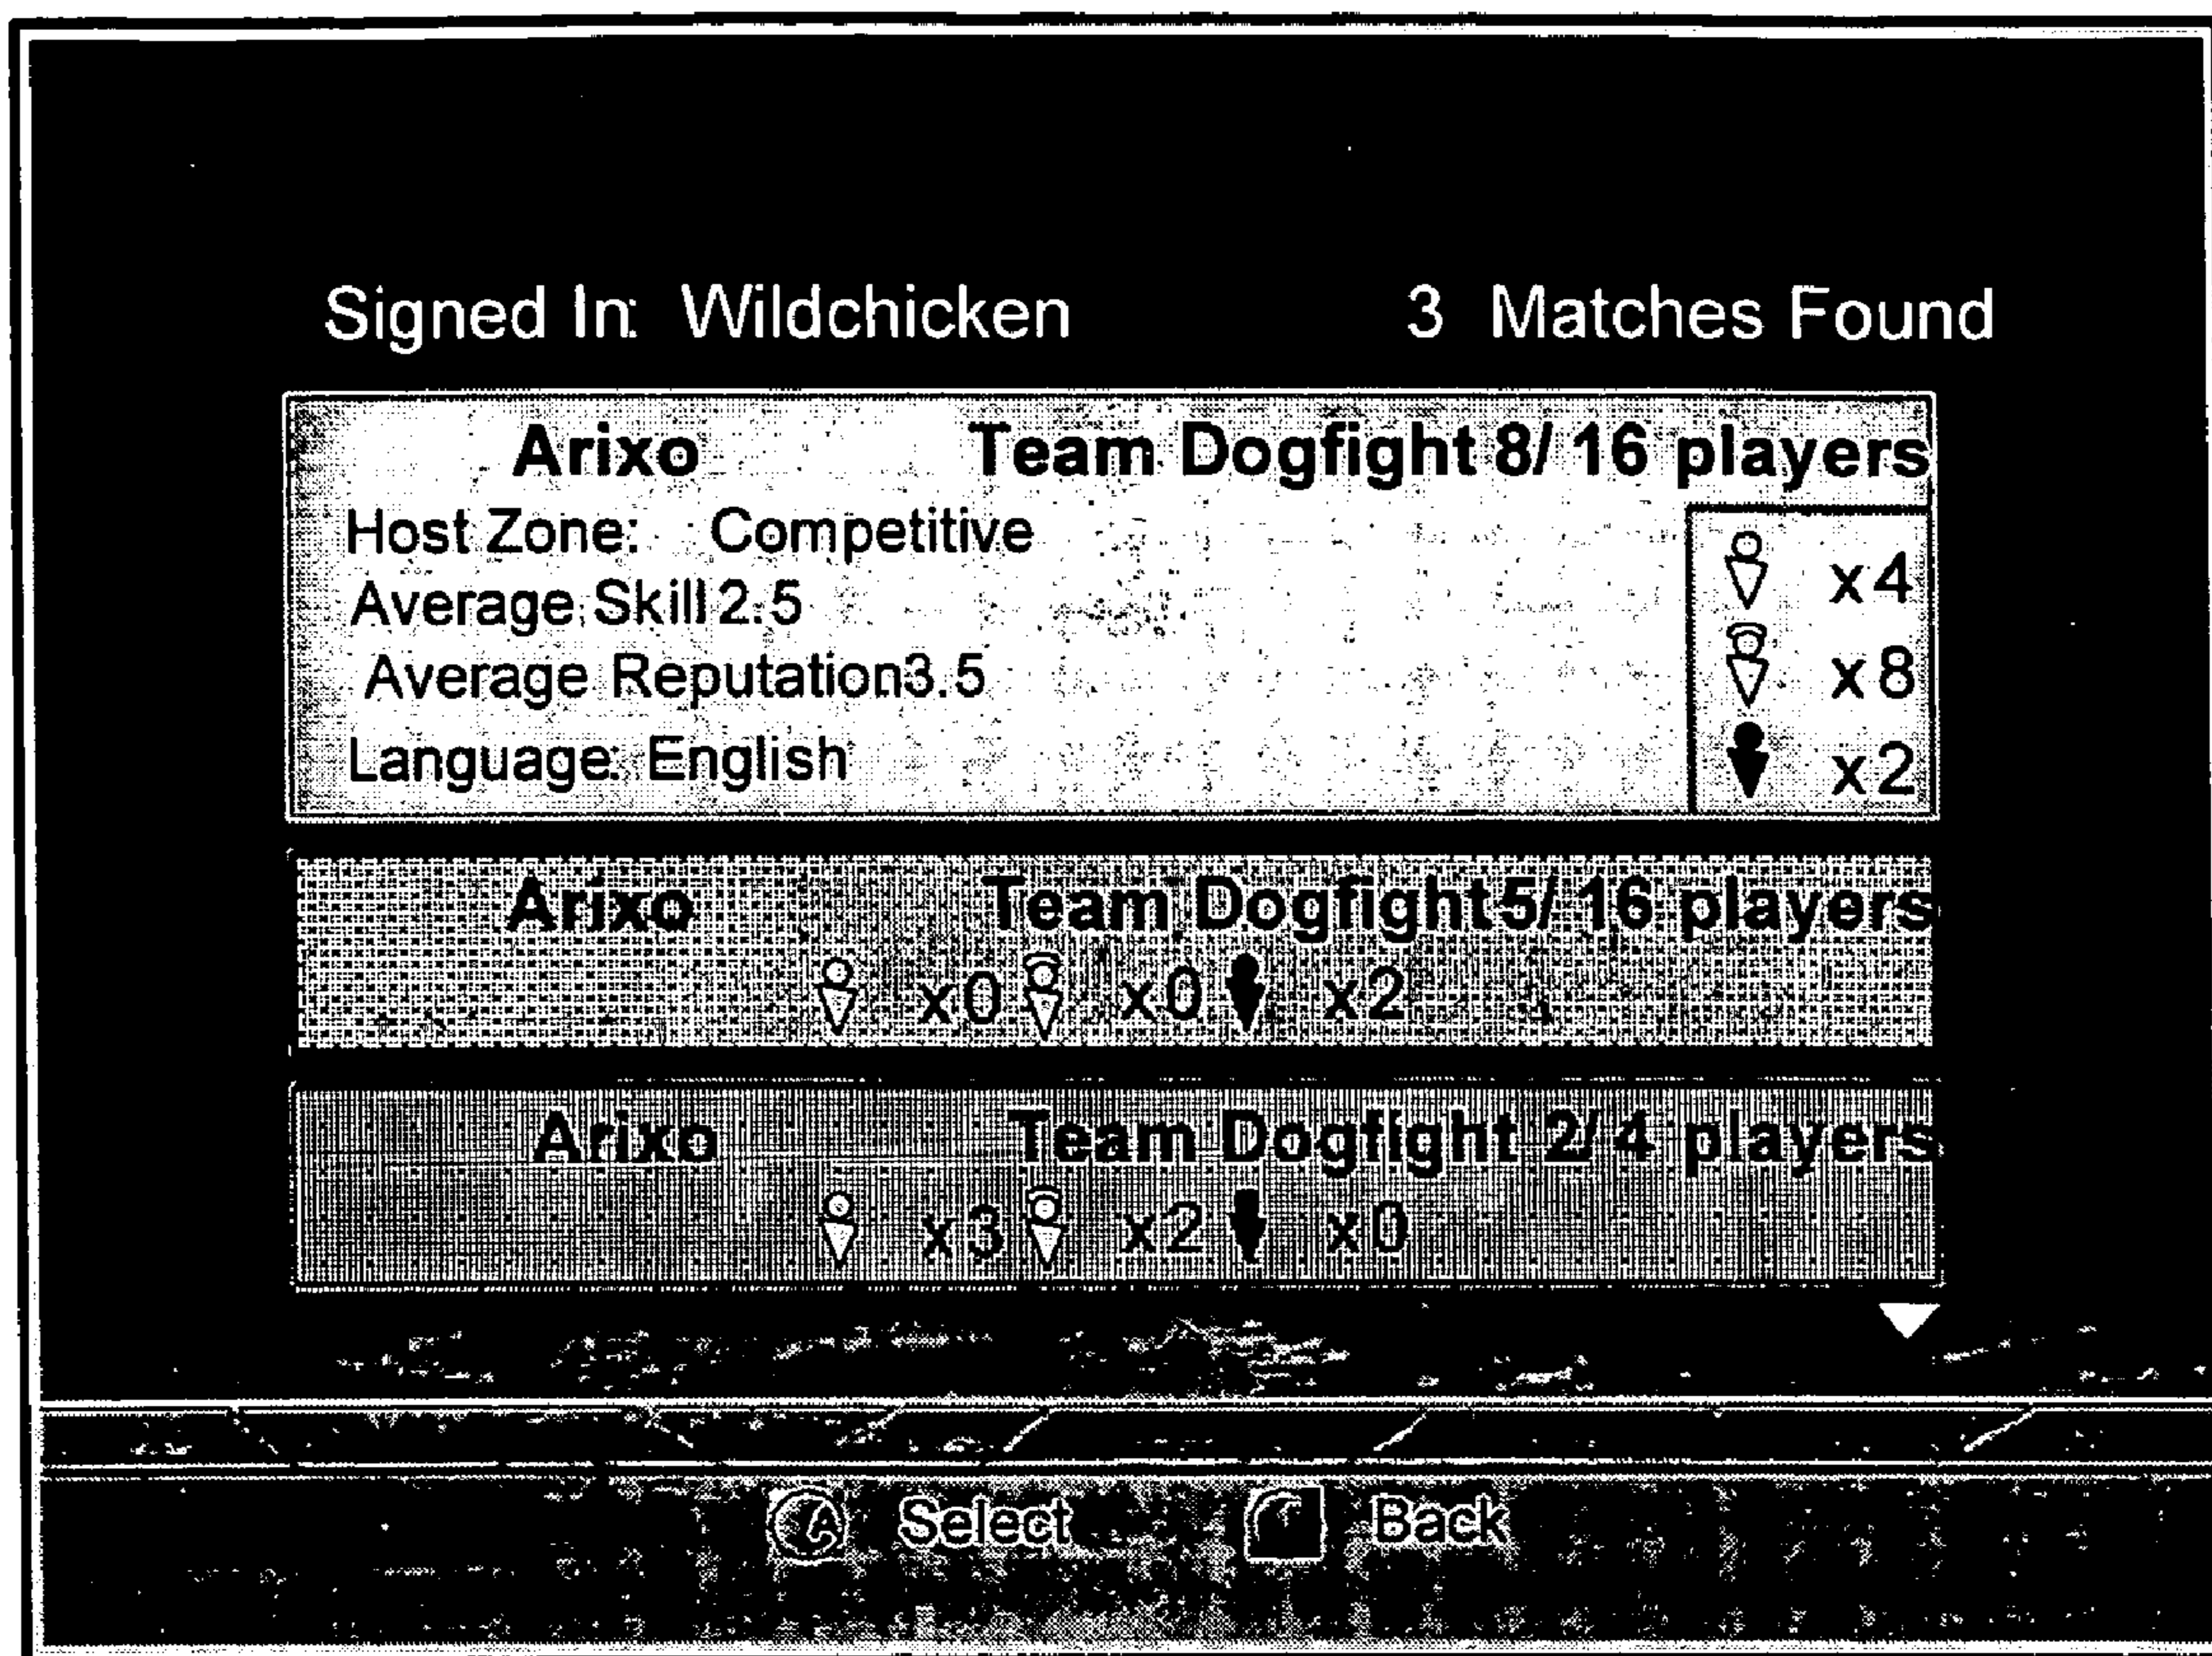 Signed In: Wildchicken 3 Matches Found
Arixo Team Dogfight 8/16 players
Host Zone: Competitive
x4
Average Skill 2.5
Average Reputation3.5
x8
Language: English
x2
Arixo Team Dogfight 5/16 players
x0 x0 x2
Arixo Team Dogfight 2/4 players
x3 x2 x0
A Select Back